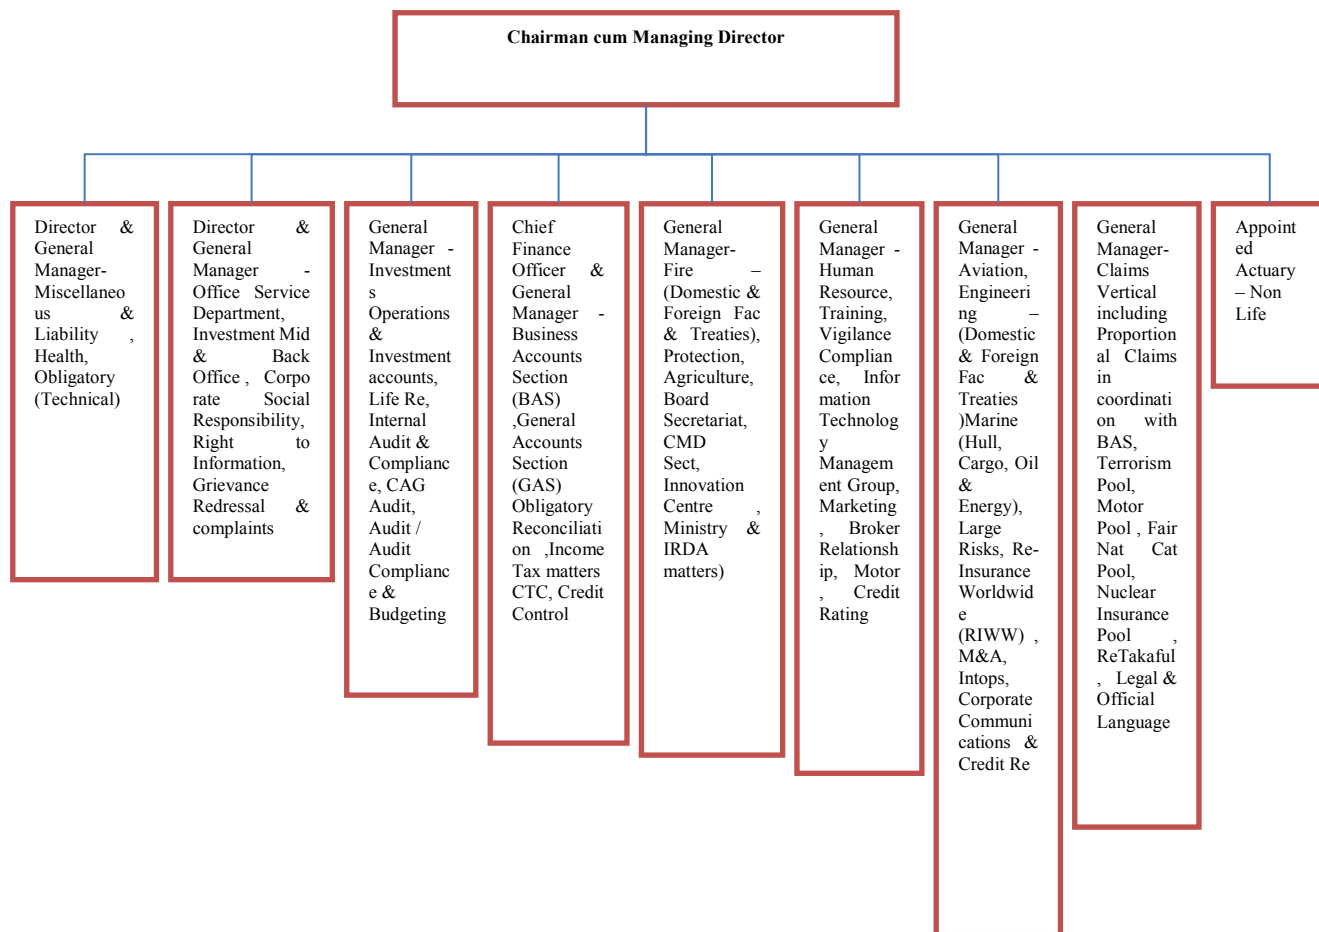 Chairman cum Managing Director
Director &
General
Manager-
Miscellaneo
us &
Liability ,
Health,
Obligatory
(Technical)
Director &
General
Manager -
Office Service
Department,
Investment Mid
& Back
Office , Corpo
rate Social
Responsibility,
Right to
Information,
Grievance
Redressal &
complaints
General
Manager -
Investment
s
Operations
&
Investment
accounts,
Life Re,
Internal
Audit &
Complianc
e, CAG
Audit,
Audit /
Audit
Complianc
e &
Budgeting
Chief
Finance
Officer &
General
Manager -
Business
Accounts
Section
(BAS)
,General
Accounts
Section
(GAS)
Obligatory
Reconciliati
on ,Income
Tax matters
CTC, Credit
Control
General
Manager-
Fire –
(Domestic &
Foreign Fac
& Treaties),
Protection,
Agriculture,
Board
Secretariat,
CMD
Sect,
Innovation
Centre ,
Ministry &
IRDA
matters)
General
Manager -
Human
Resource,
Training,
Vigilance
Complian
ce, Infor
mation
Technolog
y
Managem
ent Group,
Marketing
, Broker
Relationsh
ip, Motor
, Credit
Rating
General
Manager -
Aviation,
Engineeri
ng –
(Domestic
& Foreign
Fac &
Treaties
)Marine
(Hull,
Cargo, Oil
&
Energy),
Large
Risks, Re-
Insurance
Worldwid
e
(RIWW) ,
M&A,
Intops,
Corporate
Communi
cations &
Credit Re
General
Manager-
Claims
Vertical
including
Proportion
al Claims
in
coordinati
on with
BAS,
Terrorism
Pool,
Motor
Pool , Fair
Nat Cat
Pool,
Nuclear
Insurance
Pool ,
ReTakaful
, Legal &
Official
Language
Appoint
ed
Actuary
– Non
Life